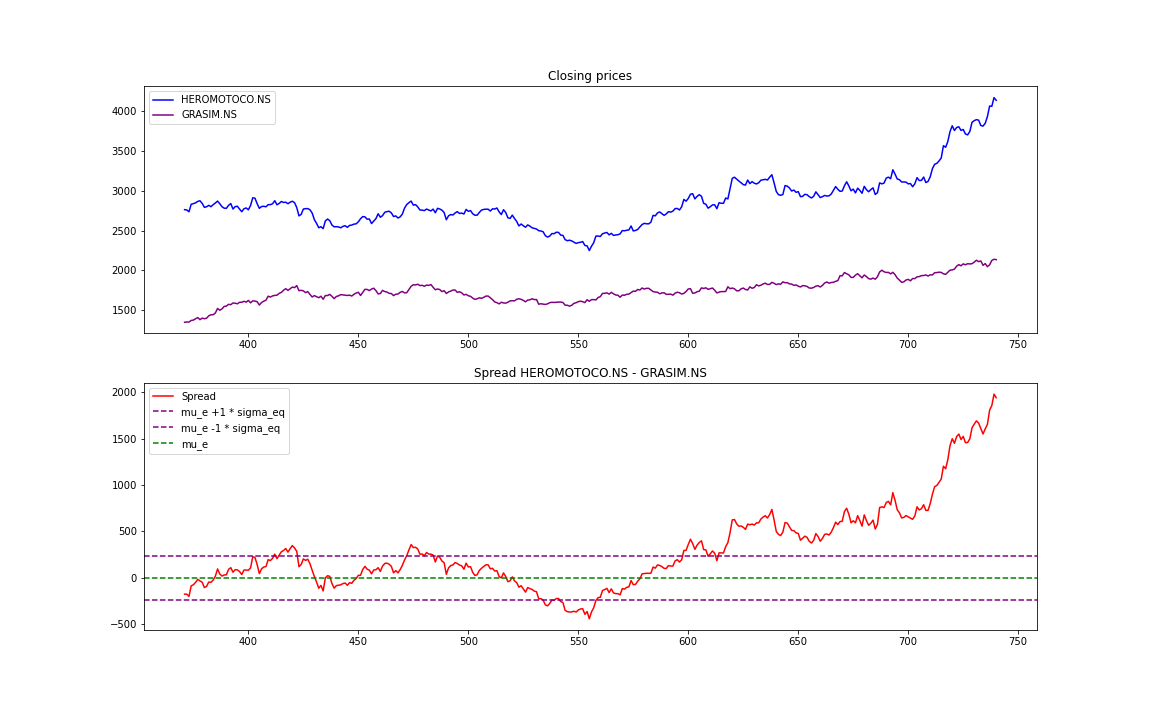 Closing prices
HEROMOTOCO.NS
GRASIM.NS
4000
3500
3000
2500
2000
1500
400 450 500 550 600 650 700 750
Spread HEROMOTOCO.NS - GRASIM.NS
Spread
mu_e +1 * sigma_eq
mu_e -1 * sigma_eq
mu_e
2000
1500
1000
500
0
−500
400 450 500 550 600 650 700 750